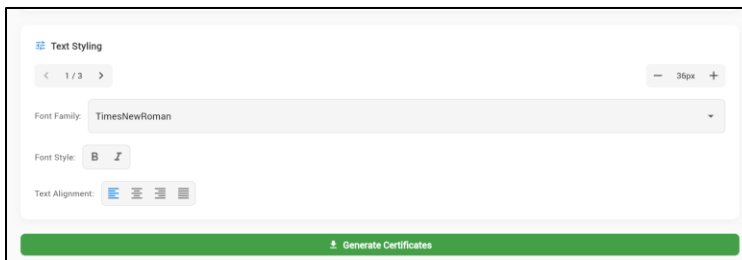 Text Styling
1 / 3
36px
Font Family: TimesNewRoman
Font Style: B I
Text Alignment:
Generate Certificates